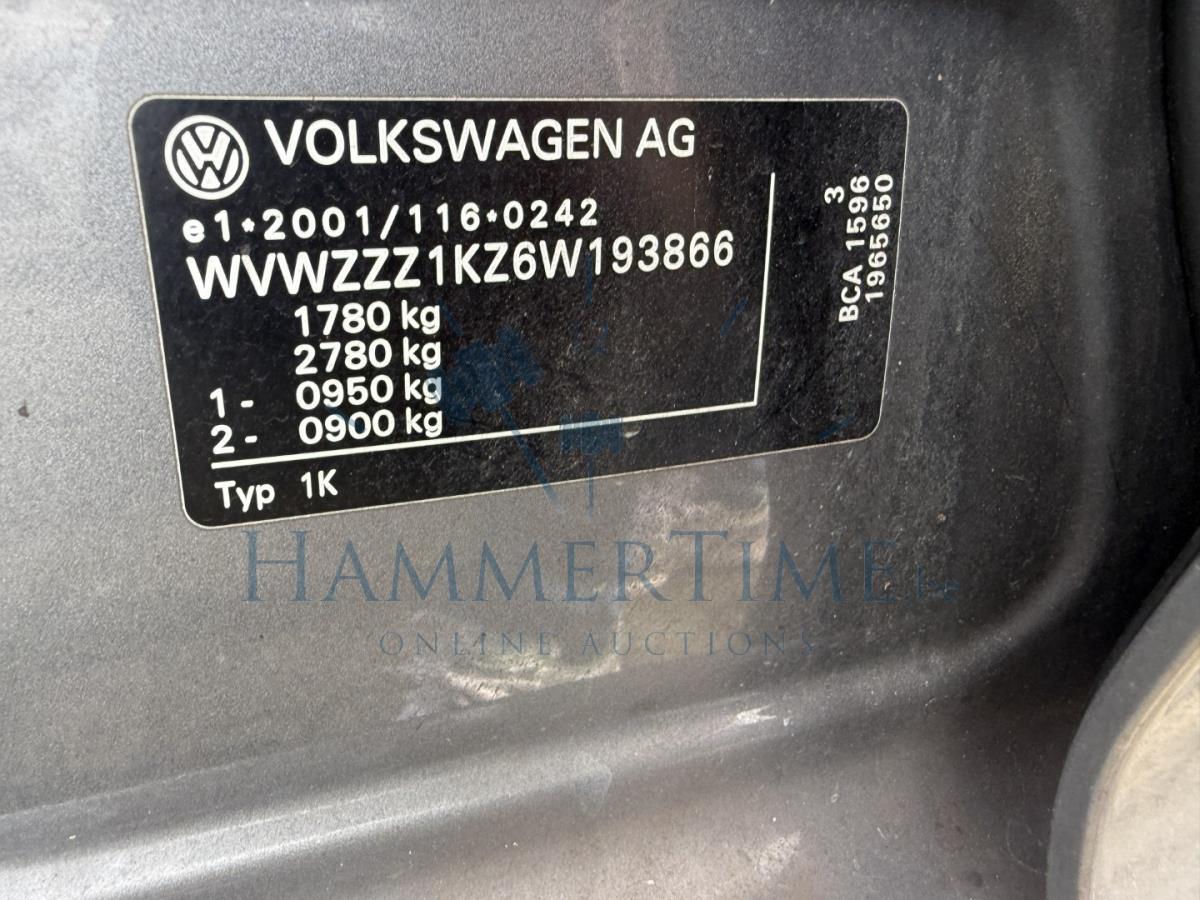 VOLKSWAGEN AG
e1*2001/116*0242
WVWZZZ1KZ6W193866
1780 kg
2780 kg
1- 0950 kg
2- 0900 kg
Typ 1K
3
BCA 1596
1965650
HAMMERTIME.ie
ONLINE AUCTIONS